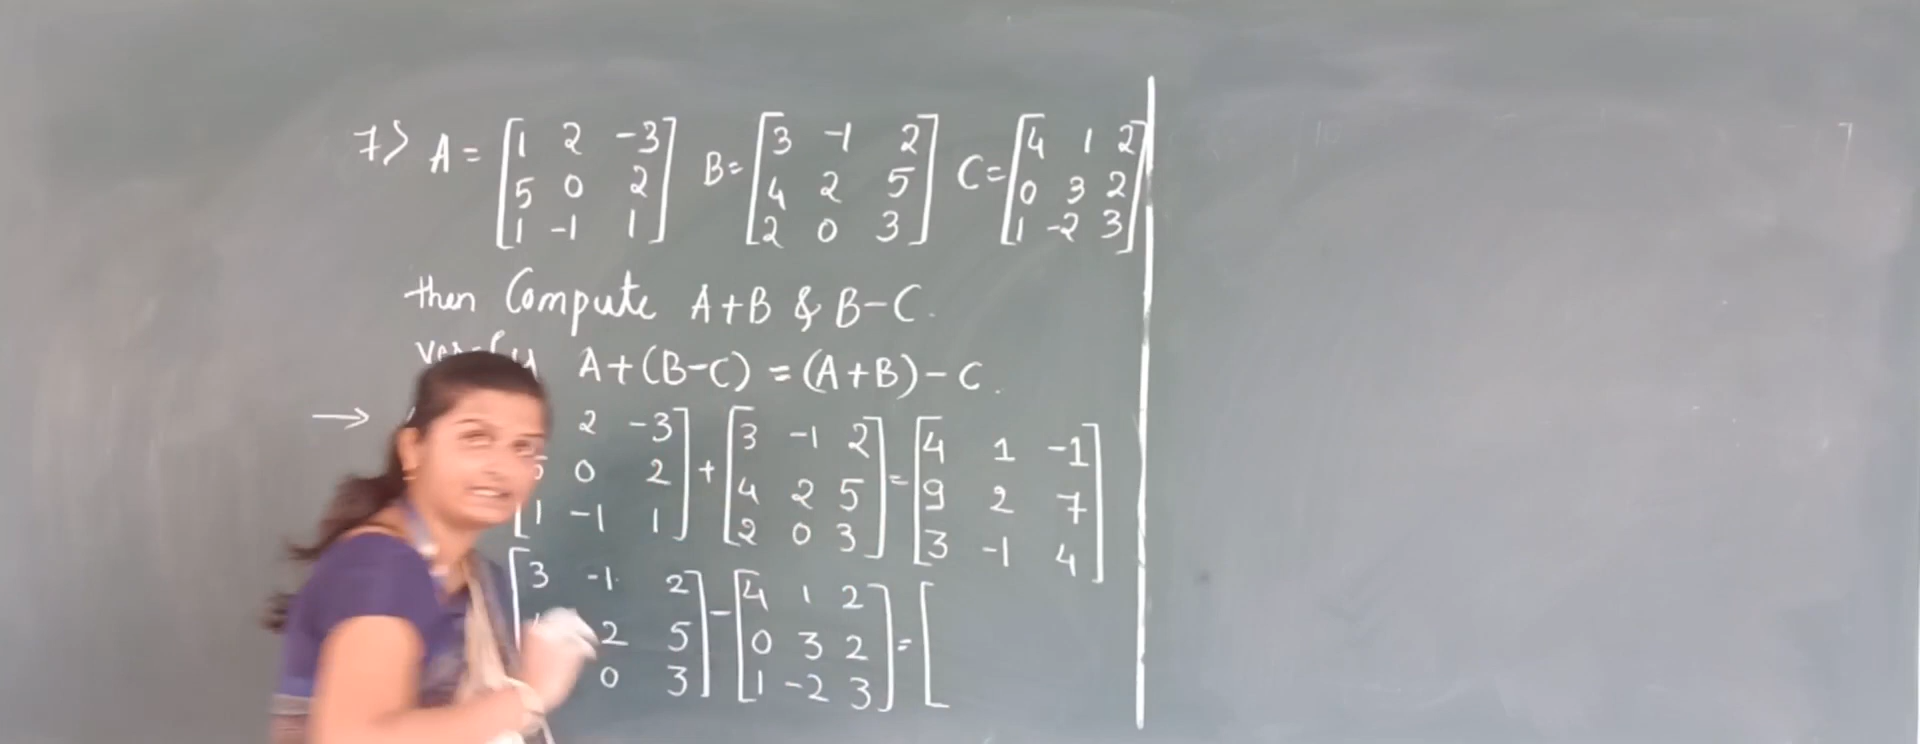 7> A = [1 2 -3] B= [3 -1 2] C= [4 1 2]
[5 0 2] [4 2 5] [0 3 2]
[1 -1 1] [2 0 3] [1 -2 3]
then Compute A+B & B-C.
A+(B-C) = (A+B)-C.
→ 2 -3] + [3 -1 2] = [4 1 -1]
5 0 2] [4 2 5] [9 2 7]
[1 -1 1] [2 0 3] [3 -1 4]
[3 -1 2] - [4 1 2] = [
2 5] [0 3 2]
0 3] [1 -2 3]